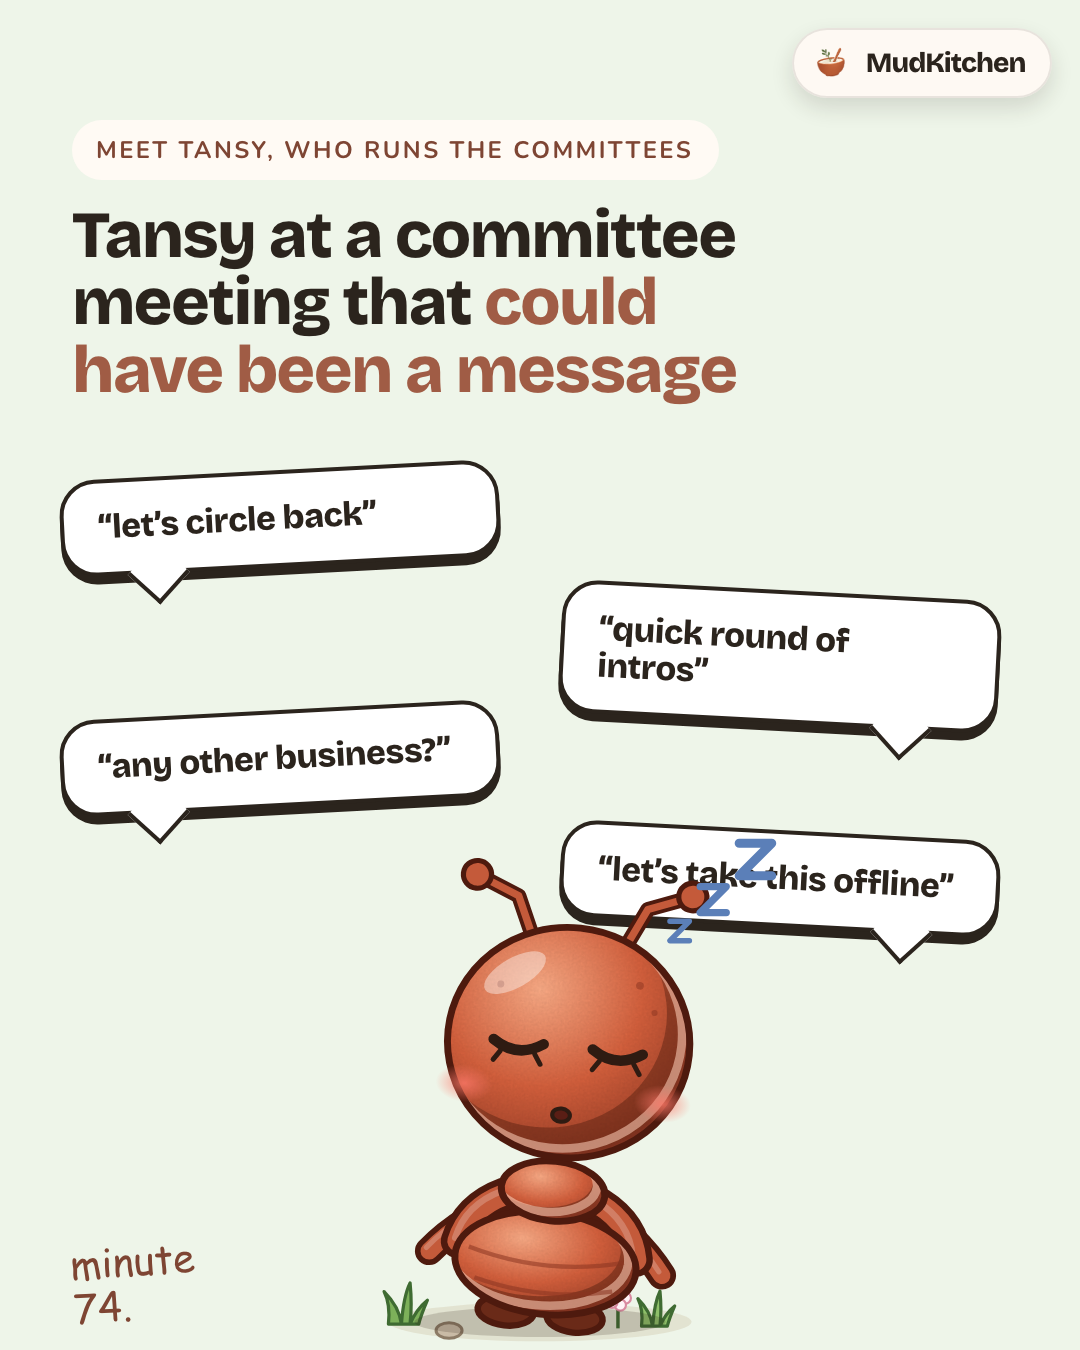 MudKitchen
MEET TANSY, WHO RUNS THE COMMITTEES
Tansy at a committee
meeting that could
have been a message
“let’s circle back”
“quick round of
intros”
“any other business?”
“let’s take this offline”
z
z
z
minute
74.